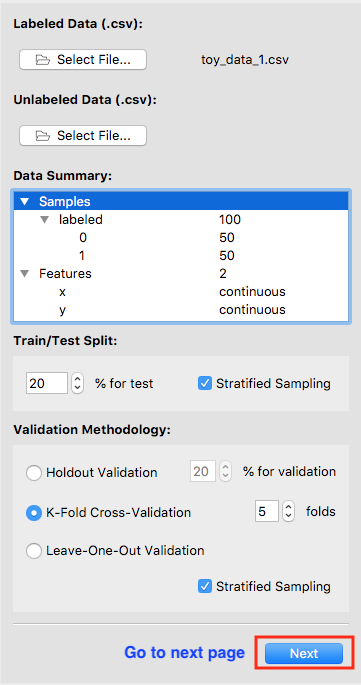 Labeled Data (.csv):
Select File... toy_data_1.csv
Unlabeled Data (.csv):
Select File...
Data Summary:
Samples
labeled 100
0 50
1 50
Features 2
x continuous
y continuous
Train/Test Split:
20 % for test Stratified Sampling
Validation Methodology:
Holdout Validation 20 % for validation
K-Fold Cross-Validation 5 folds
Leave-One-Out Validation
Stratified Sampling
Go to next page Next